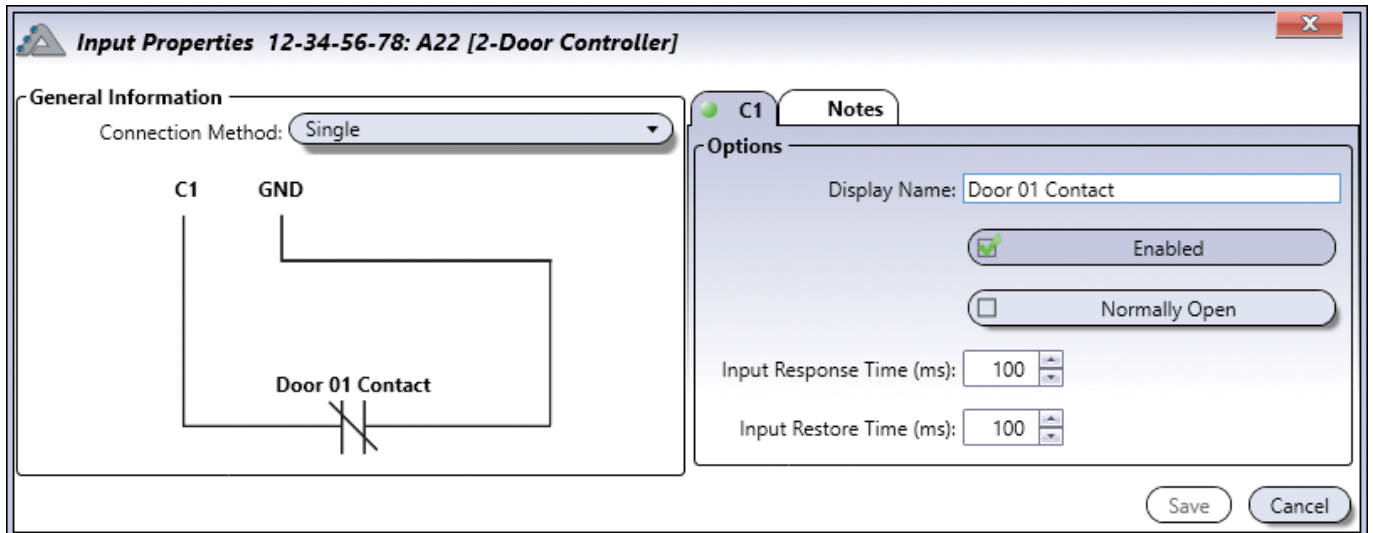 Input Properties 12-34-56-78: A22 [2-Door Controller]
X
General Information
Connection Method: Single
C1 GND
Door 01 Contact
C1 Notes
Options
Display Name: Door 01 Contact
Enabled
Normally Open
Input Response Time (ms): 100
Input Restore Time (ms): 100
Save Cancel